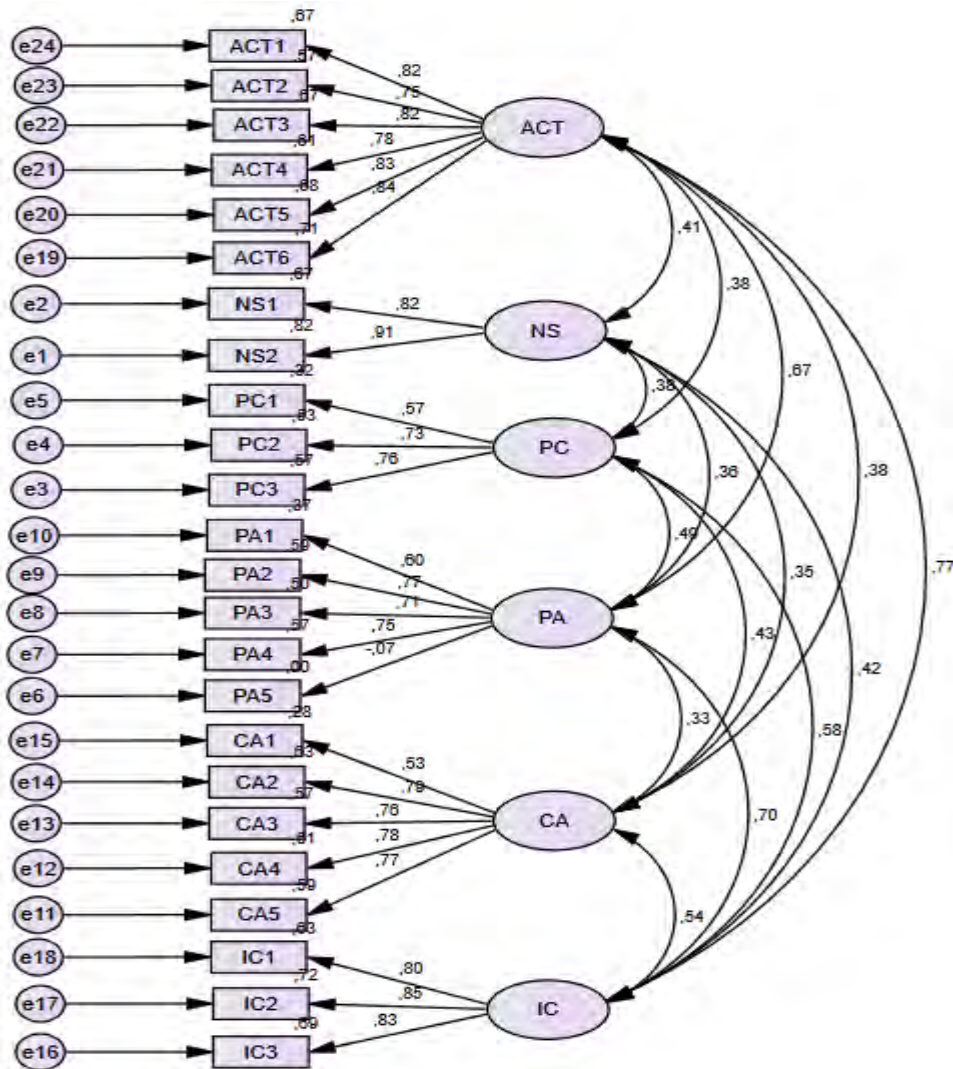 ,67
e24 ACT1
,57 ,82
e23 ACT2
,67 ,75
e22 ACT3 ,82 ACT
,61 ,78
e21 ACT4
,68 ,83
e20 ACT5 ,84
,71
e19 ACT6
,67
e2 NS1 ,82
,82 ,91 NS
e1 NS2
,32
e5 PC1 ,57
,53
e4 PC2 ,73 PC
,57 ,76
e3 PC3
,37
e10 PA1
,59 ,60
e9 PA2 ,77
,50
e8 PA3 ,71 PA
,57 ,75
e7 PA4 -,07
,00
e6 PA5
,28
e15 CA1 ,53
,63
e14 CA2 ,79
,57
e13 CA3 ,76 CA
,61 ,78
e12 CA4 ,77
,59
e11 CA5
,63
e18 IC1 ,80
,72
e17 IC2 ,85 IC
,69 ,83
e16 IC3
,41
,38
,67
,38
,77
,38
,36
,35
,42
,49
,43
,58
,33
,70
,54